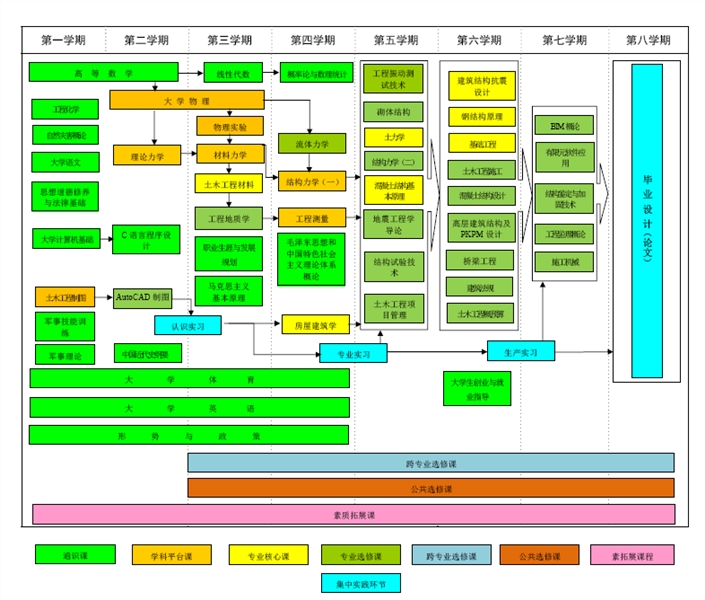 第一学期 第二学期 第三学期 第四学期 第五学期 第六学期 第七学期 第八学期
高 等 数 学
线性代数
概率论与数理统计
大 学 物 理
工程化学
自然灾害概论
大学语文
思想道德修养
与法律基础
大学计算机基础
土木工程制图
军事技能训
练
军事理论
理论力学
C 语言程序设
计
AutoCAD 制图
中国近代史纲要
物理实验
材料力学
土木工程材料
工程地质学
职业生涯与发展
规划
马克思主义
基本原理
认识实习
流体力学
结构力学（一）
工程测量
毛泽东思想和
中国特色社会
主义理论体系
概论
房屋建筑学
专业实习
工程振动测
试技术
砌体结构
土力学
结构力学（二）
混凝土结构基
本原理
地震工程学
导论
结构试验技
术
土木工程项
目管理
建筑结构抗震
设计
钢结构原理
基础工程
土木工程施工
混凝土结构设计
高层建筑结构及
PKPM 设计
桥梁工程
建筑法规
土木工程概预算
生产实习
大学生创业与就
业指导
BIM 概论
有限元软件应
用
结构鉴定与加
固技术
工程监理概论
施工机械
毕业设计（论文）
大 学 体 育
大 学 英 语
形 势 与 政 策
跨专业选修课
公共选修课
素质拓展课
通识课 学科平台课 专业核心课 专业选修课 跨专业选修课 公共选修课 素拓展课程
集中实践环节